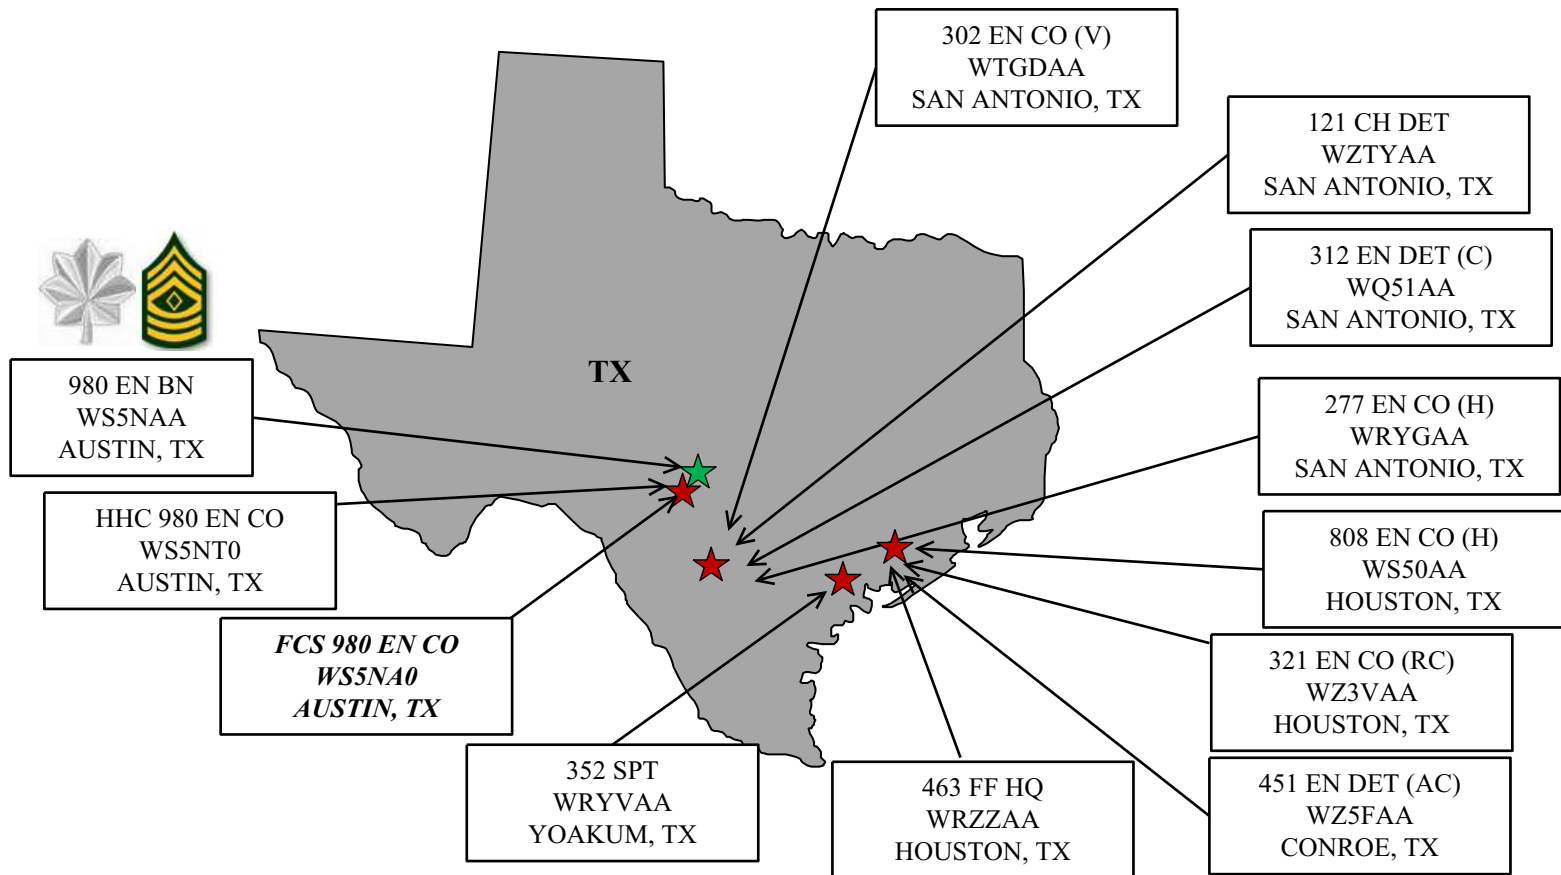 302 EN CO (V)
WTGDAA
SAN ANTONIO, TX
121 CH DET
WZTYAA
SAN ANTONIO, TX
312 EN DET (C)
WQ51AA
SAN ANTONIO, TX
TX
980 EN BN
WS5NAA
AUSTIN, TX
277 EN CO (H)
WRYGAA
SAN ANTONIO, TX
HHC 980 EN CO
WS5NT0
AUSTIN, TX
808 EN CO (H)
WS50AA
HOUSTON, TX
FCS 980 EN CO
WS5NA0
AUSTIN, TX
321 EN CO (RC)
WZ3VAA
HOUSTON, TX
352 SPT
WRYVAA
YOAKUM, TX
463 FF HQ
WRZZAA
HOUSTON, TX
451 EN DET (AC)
WZ5FAA
CONROE, TX